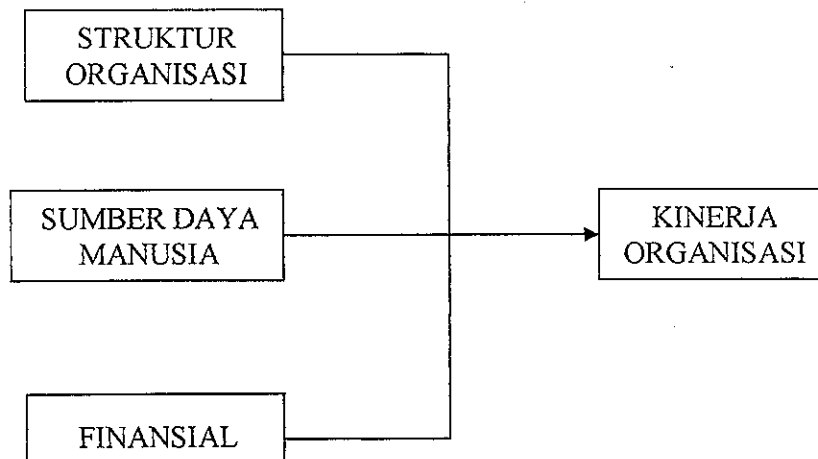 STRUKTUR
ORGANISASI
SUMBER DAYA
MANUSIA
KINERJA
ORGANISASI
FINANSIAL